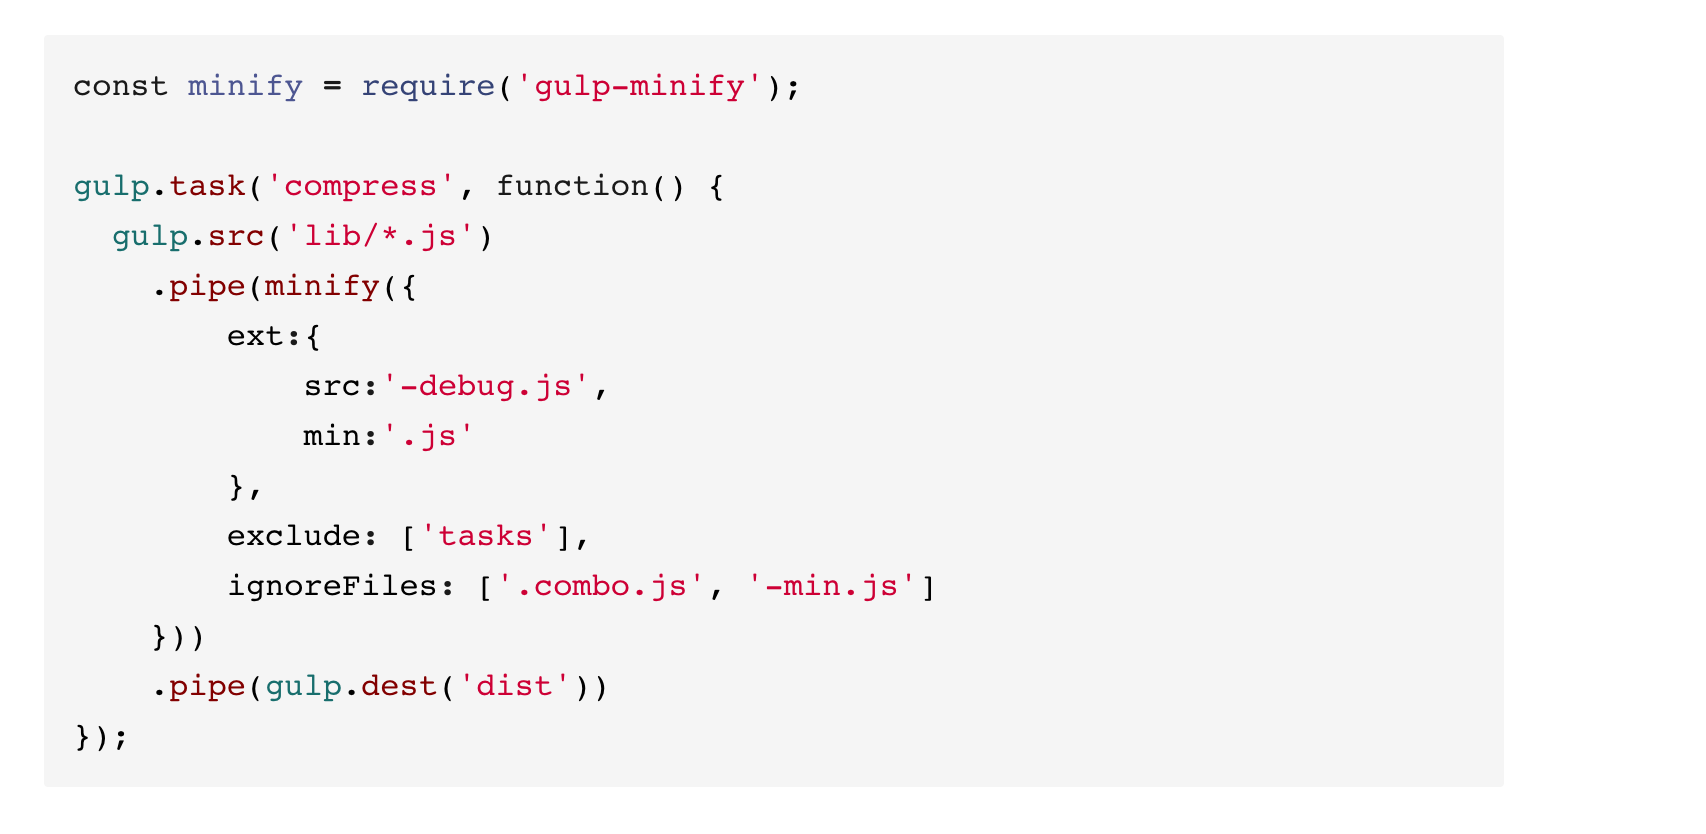 const minify = require('gulp-minify');

gulp.task('compress', function() {
  gulp.src('lib/*.js')
    .pipe(minify({
        ext:{
            src:'-debug.js',
            min:'.js'
        },
        exclude: ['tasks'],
        ignoreFiles: ['.combo.js', '-min.js']
    }))
    .pipe(gulp.dest('dist'))
});